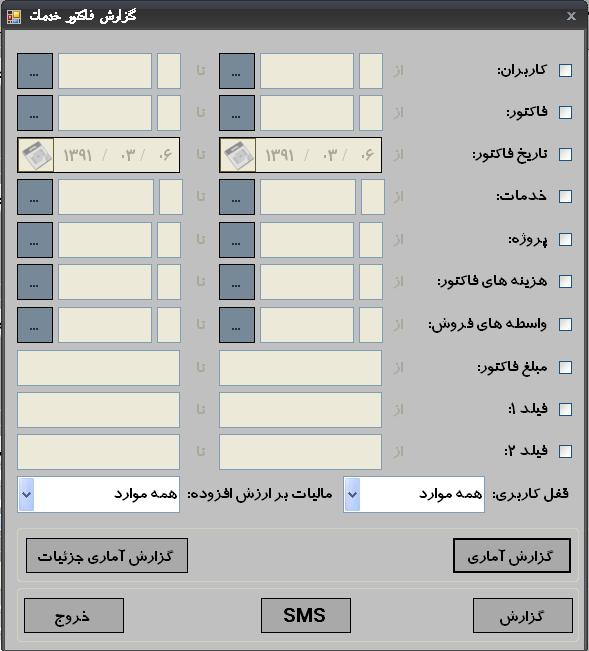 گزارش فاکتور خدمات
کاربران: از ... تا ...
فاکتور: از ... تا ...
تاریخ فاکتور: از ۱۳۹۱ / ۰۳ / ۰۶ تا ۱۳۹۱ / ۰۳ / ۰۶
خدمات: از ... تا ...
پروژه: از ... تا ...
هزینه های فاکتور: از ... تا ...
واسطه های فروش: از ... تا ...
مبلغ فاکتور: از تا
فیلد ۱: از تا
فیلد ۲: از تا
قفل کاربری: همه موارد مالیات بر ارزش افزوده: همه موارد
گزارش آماری گزارش آماری جزئیات
گزارش SMS خروج